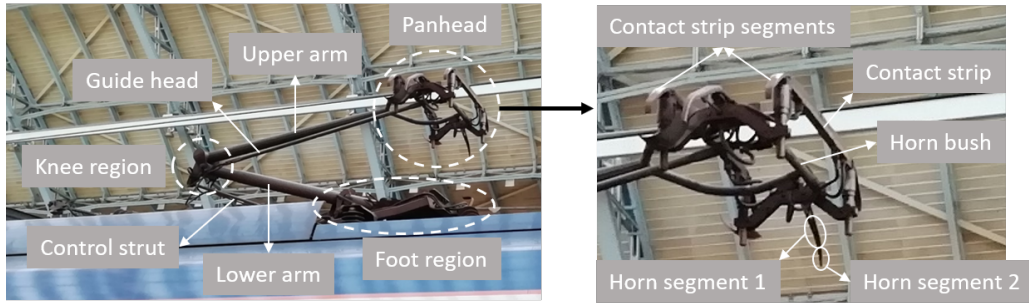 Panhead
Upper arm
Guide head
Knee region
Control strut
Lower arm
Foot region
Contact strip segments
Contact strip
Horn bush
Horn segment 1
Horn segment 2